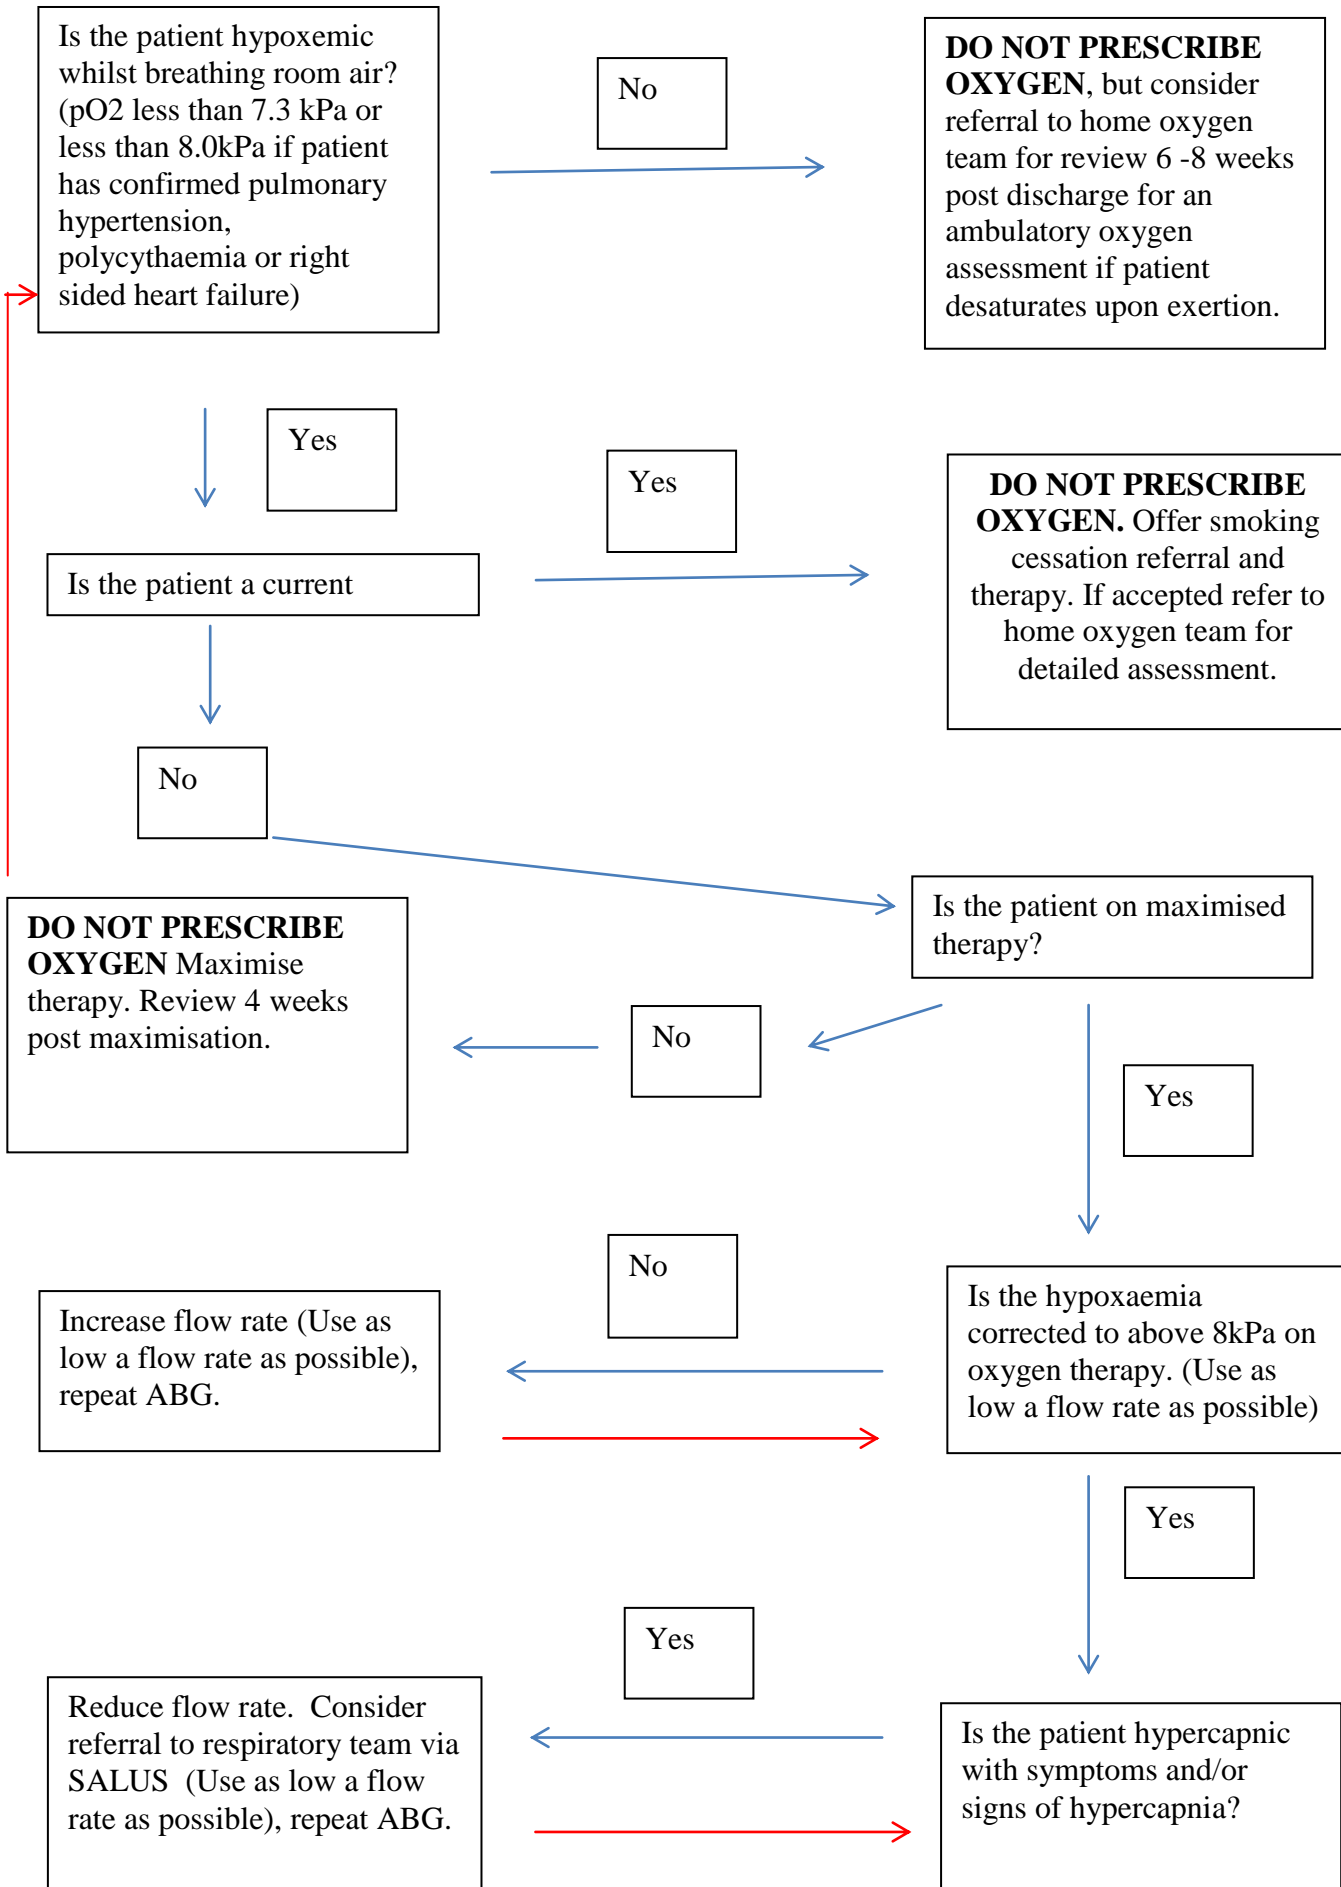 Is the patient hypoxemic
whilst breathing room air?
(pO2 less than 7.3 kPa or
less than 8.0kPa if patient
has confirmed pulmonary
hypertension,
polycythaemia or right
sided heart failure)
No
DO NOT PRESCRIBE
OXYGEN, but consider
referral to home oxygen
team for review 6 -8 weeks
post discharge for an
ambulatory oxygen
assessment if patient
desaturates upon exertion.
Yes
Is the patient a current
Yes
DO NOT PRESCRIBE
OXYGEN. Offer smoking
cessation referral and
therapy. If accepted refer to
home oxygen team for
detailed assessment.
No
Is the patient on maximised
therapy?
No
DO NOT PRESCRIBE
OXYGEN Maximise
therapy. Review 4 weeks
post maximisation.
Yes
Is the hypoxaemia
corrected to above 8kPa on
oxygen therapy. (Use as
low a flow rate as possible)
No
Increase flow rate (Use as
low a flow rate as possible),
repeat ABG.
Yes
Is the patient hypercapnic
with symptoms and/or
signs of hypercapnia?
Yes
Reduce flow rate.  Consider
referral to respiratory team via
SALUS  (Use as low a flow
rate as possible), repeat ABG.